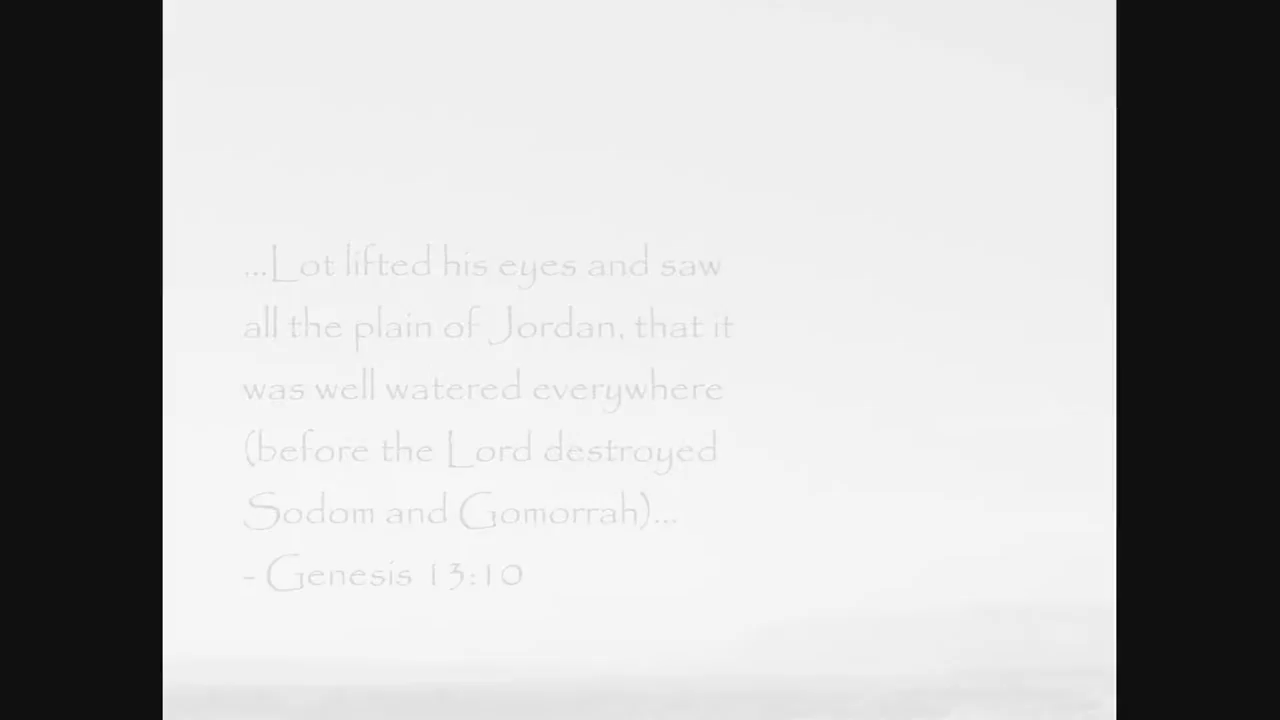 ...Lot lifted his eyes and saw
all the plain of Jordan, that it
was well watered everywhere
(before the Lord destroyed
Sodom and Gomorrah)...
- Genesis 13:10